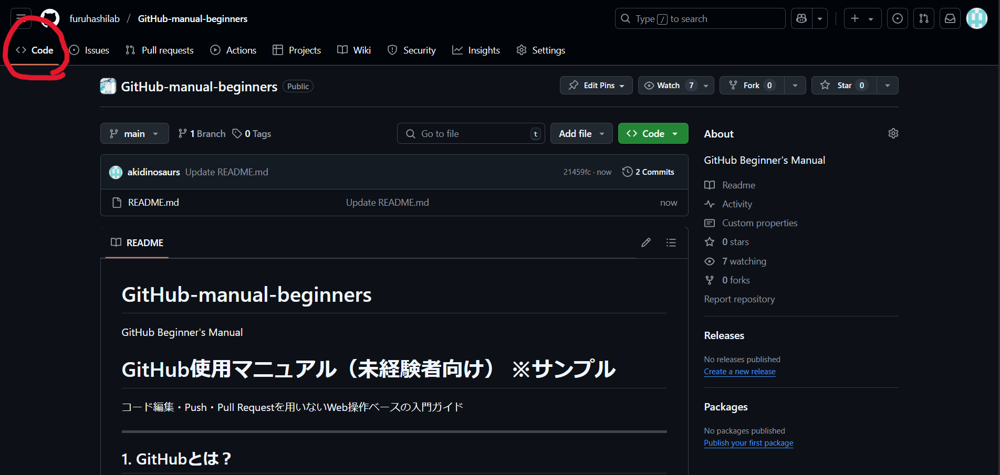 furuhashilab / GitHub-manual-beginners
Type / to search
Code
Issues
Pull requests
Actions
Projects
Wiki
Security
Insights
Settings
GitHub-manual-beginners Public
Edit Pins
Watch 7
Fork 0
Star 0
main
1 Branch
0 Tags
Go to file
t
Add file
Code
akidinosaurs Update README.md
21459fc · now
2 Commits
README.md
Update README.md
now
README
GitHub-manual-beginners
GitHub Beginner's Manual
GitHub使用マニュアル（未経験者向け） ※サンプル
コード編集・Push・Pull Requestを用いないWeb操作ベースの入門ガイド
1. GitHubとは？
About
GitHub Beginner's Manual
Readme
Activity
Custom properties
0 stars
7 watching
0 forks
Report repository
Releases
No releases published
Create a new release
Packages
No packages published
Publish your first package